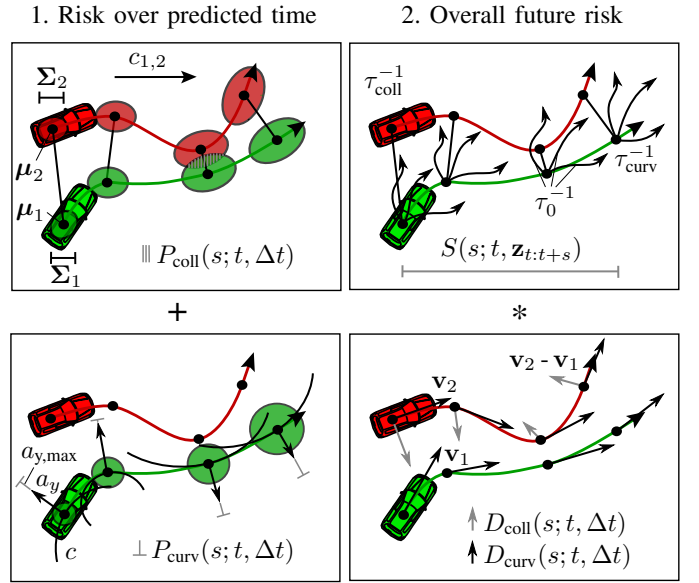 1. Risk over predicted time
2. Overall future risk
Σ₂
c₁,₂
μ₂
μ₁
Σ₁
P_coll(s; t, Δt)
τ_coll⁻¹
τ_curv⁻¹
τ₀⁻¹
S(s; t, z_t:t+s)
+
*
a_y,max
a_y
c
⊥ P_curv(s; t, Δt)
v₂ - v₁
v₂
v₁
D_coll(s; t, Δt)
D_curv(s; t, Δt)